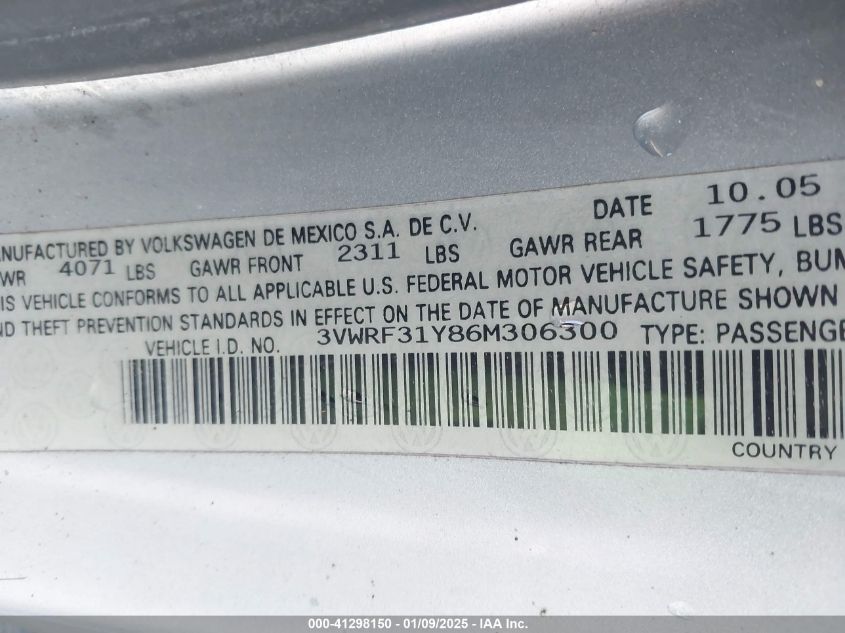 ANUFACTURED BY VOLKSWAGEN DE MEXICO S.A. DE C.V. DATE 10.05
WR 4071 LBS GAWR FRONT 2311 LBS GAWR REAR 1775 LBS
IS VEHICLE CONFORMS TO ALL APPLICABLE U.S. FEDERAL MOTOR VEHICLE SAFETY, BUM
ND THEFT PREVENTION STANDARDS IN EFFECT ON THE DATE OF MANUFACTURE SHOWN
VEHICLE I.D. NO. 3VWRF31Y86M306300 TYPE: PASSENGE
COUNTRY
000-41298150 - 01/09/2025 - IAA Inc.